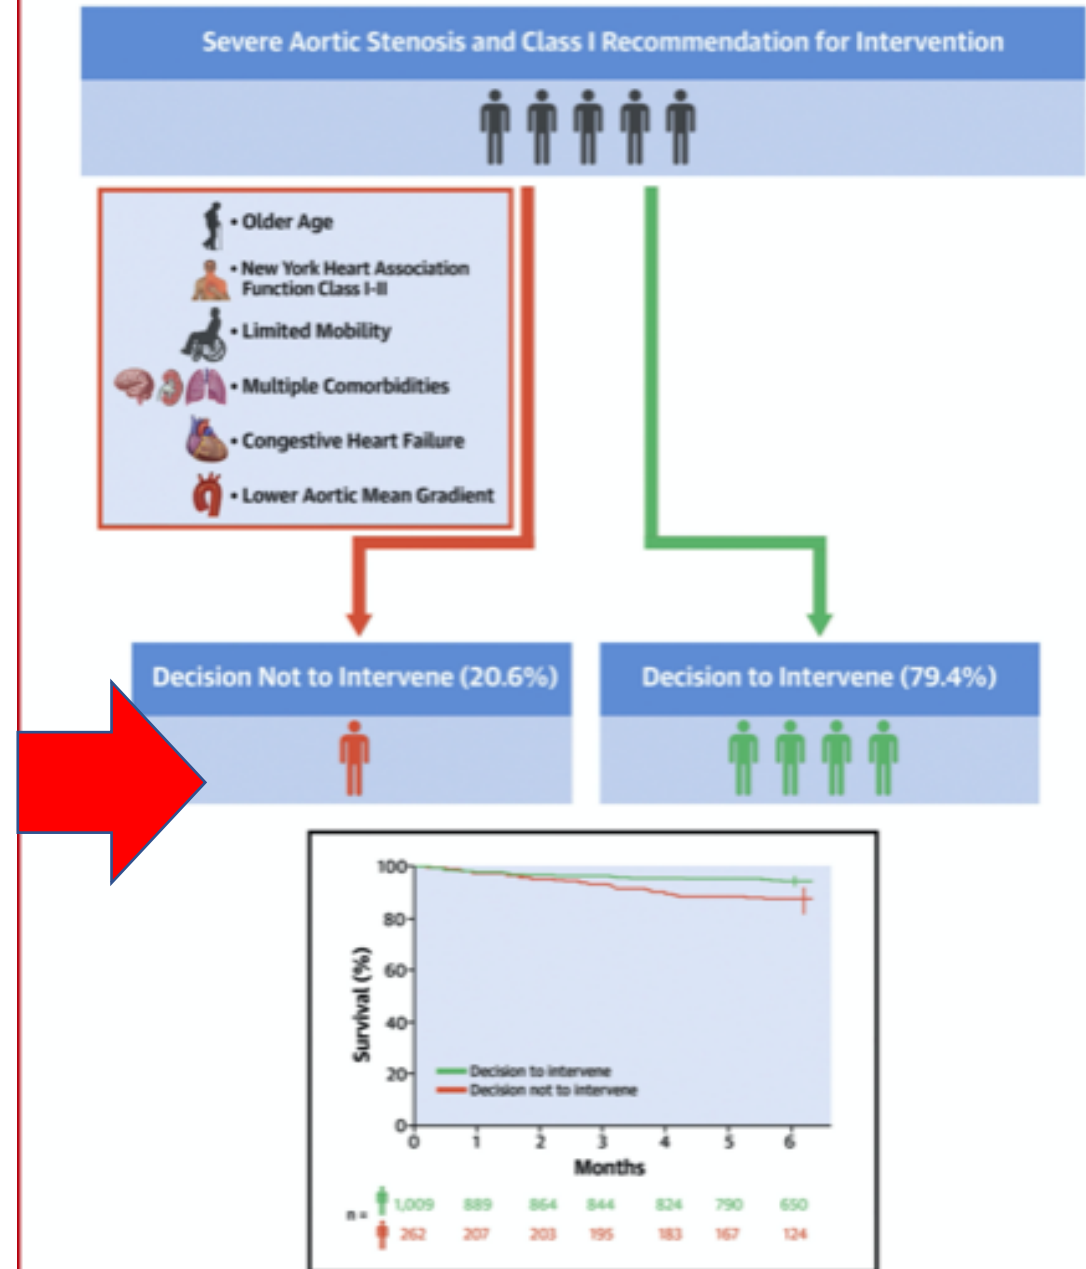 Severe Aortic Stenosis and Class I Recommendation for Intervention
• Older Age
• New York Heart Association
Function Class I-II
• Limited Mobility
• Multiple Comorbidities
• Congestive Heart Failure
• Lower Aortic Mean Gradient
Decision Not to Intervene (20.6%)
Decision to Intervene (79.4%)
100
80
60
40
20
0
Survival (%)
Decision to intervene
Decision not to intervene
0 1 2 3 4 5 6
Months
n =
1,009 889 864 844 824 790 650
262 207 203 195 183 167 124